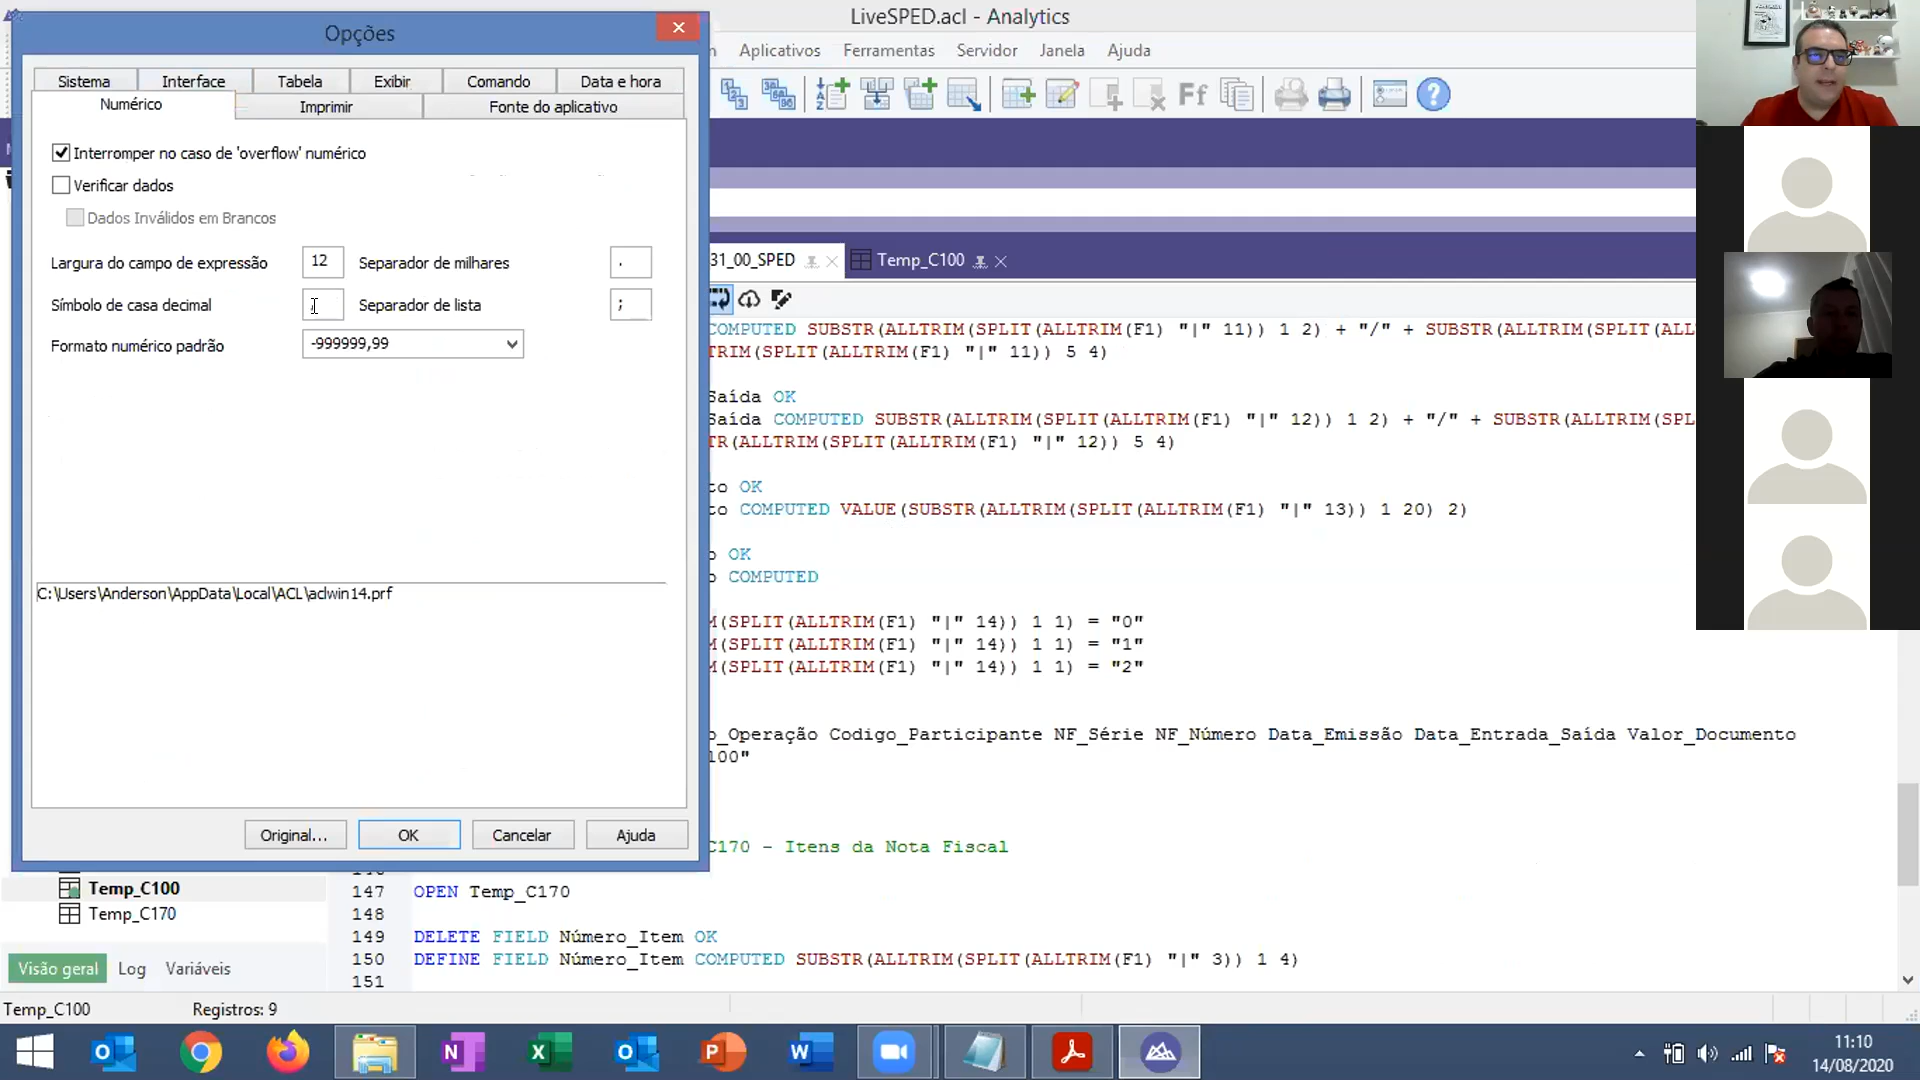 LiveSPED.acl - Analytics
Opções
Aplicativos Ferramentas Servidor Janela Ajuda
Sistema Interface Tabela Exibir Comando Data e hora
Numérico Imprimir Fonte do aplicativo
Interromper no caso de 'overflow' numérico
Verificar dados
Dados Inválidos em Brancos
Largura do campo de expressão 12 Separador de milhares .
Símbolo de casa decimal Separador de lista ;
Formato numérico padrão -999999,99
C:\Users\Anderson\AppData\Local\ACL\aclwin14.prf
Original... OK Cancelar Ajuda
Ff
31_00_SPED Temp_C100
COMPUTED SUBSTR(ALLTRIM(SPLIT(ALLTRIM(F1) "|" 11)) 1 2) + "/" + SUBSTR(ALLTRIM(SPLIT(ALL
TRIM(SPLIT(ALLTRIM(F1) "|" 11)) 5 4)
Saída OK
Saída COMPUTED SUBSTR(ALLTRIM(SPLIT(ALLTRIM(F1) "|" 12)) 1 2) + "/" + SUBSTR(ALLTRIM(SPL
TR(ALLTRIM(SPLIT(ALLTRIM(F1) "|" 12)) 5 4)
to OK
to COMPUTED VALUE(SUBSTR(ALLTRIM(SPLIT(ALLTRIM(F1) "|" 13)) 1 20) 2)
o OK
o COMPUTED
M(SPLIT(ALLTRIM(F1) "|" 14)) 1 1) = "0"
M(SPLIT(ALLTRIM(F1) "|" 14)) 1 1) = "1"
M(SPLIT(ALLTRIM(F1) "|" 14)) 1 1) = "2"
o_Operação Codigo_Participante NF_Série NF_Número Data_Emissão Data_Entrada_Saída Valor_Documento
100"
C170 - Itens da Nota Fiscal
147 OPEN Temp_C170
148
149 DELETE FIELD Número_Item OK
150 DEFINE FIELD Número_Item COMPUTED SUBSTR(ALLTRIM(SPLIT(ALLTRIM(F1) "|" 3)) 1 4)
151
Temp_C100
Temp_C170
Visão geral Log Variáveis
Temp_C100 Registros: 9
11:10
14/08/2020